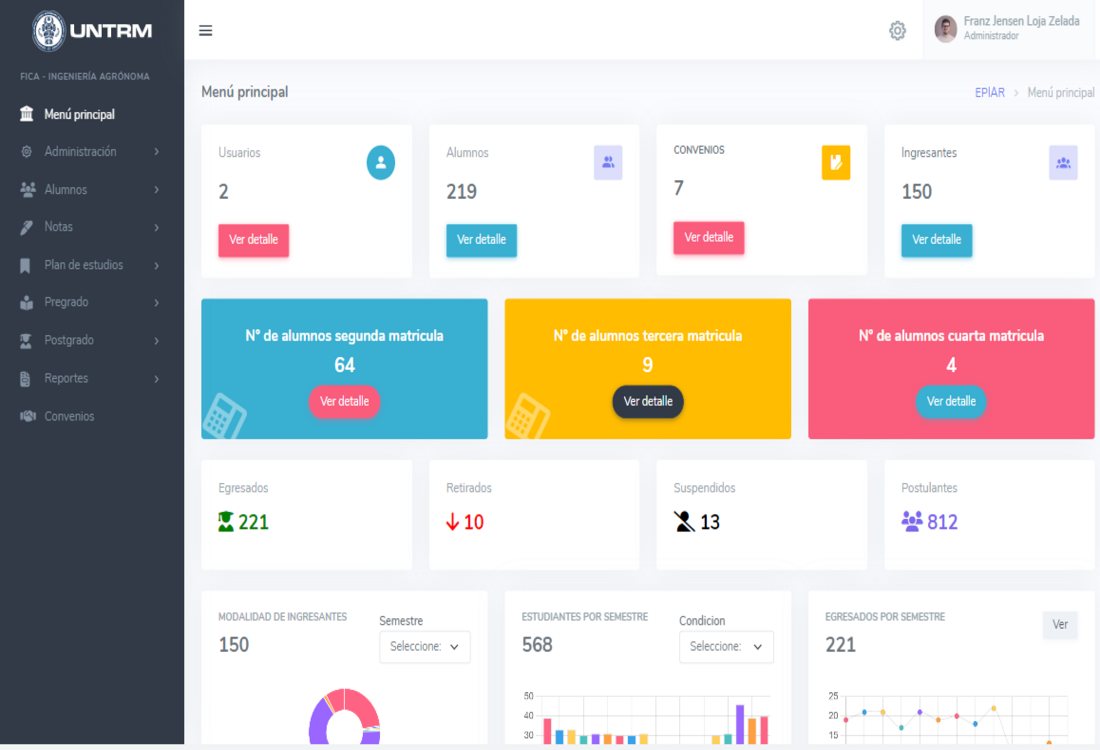 UNTRM
Franz Jensen Loja Zelada
Administrador
FICA - INGENIERÍA AGRÓNOMA
Menú principal
Administración
Alumnos
Notas
Plan de estudios
Pregrado
Postgrado
Reportes
Convenios
Menú principal
EPIAR > Menú principal
Usuarios
2
Ver detalle
Alumnos
219
Ver detalle
CONVENIOS
7
Ver detalle
Ingresantes
150
Ver detalle
N° de alumnos segunda matricula
64
Ver detalle
N° de alumnos tercera matricula
9
Ver detalle
N° de alumnos cuarta matricula
4
Ver detalle
Egresados
221
Retirados
10
Suspendidos
13
Postulantes
812
MODALIDAD DE INGRESANTES
150
Semestre
Seleccione:
ESTUDIANTES POR SEMESTRE
568
Condicion
Seleccione:
50
40
30
EGRESADOS POR SEMESTRE
221
Ver
25
20
15